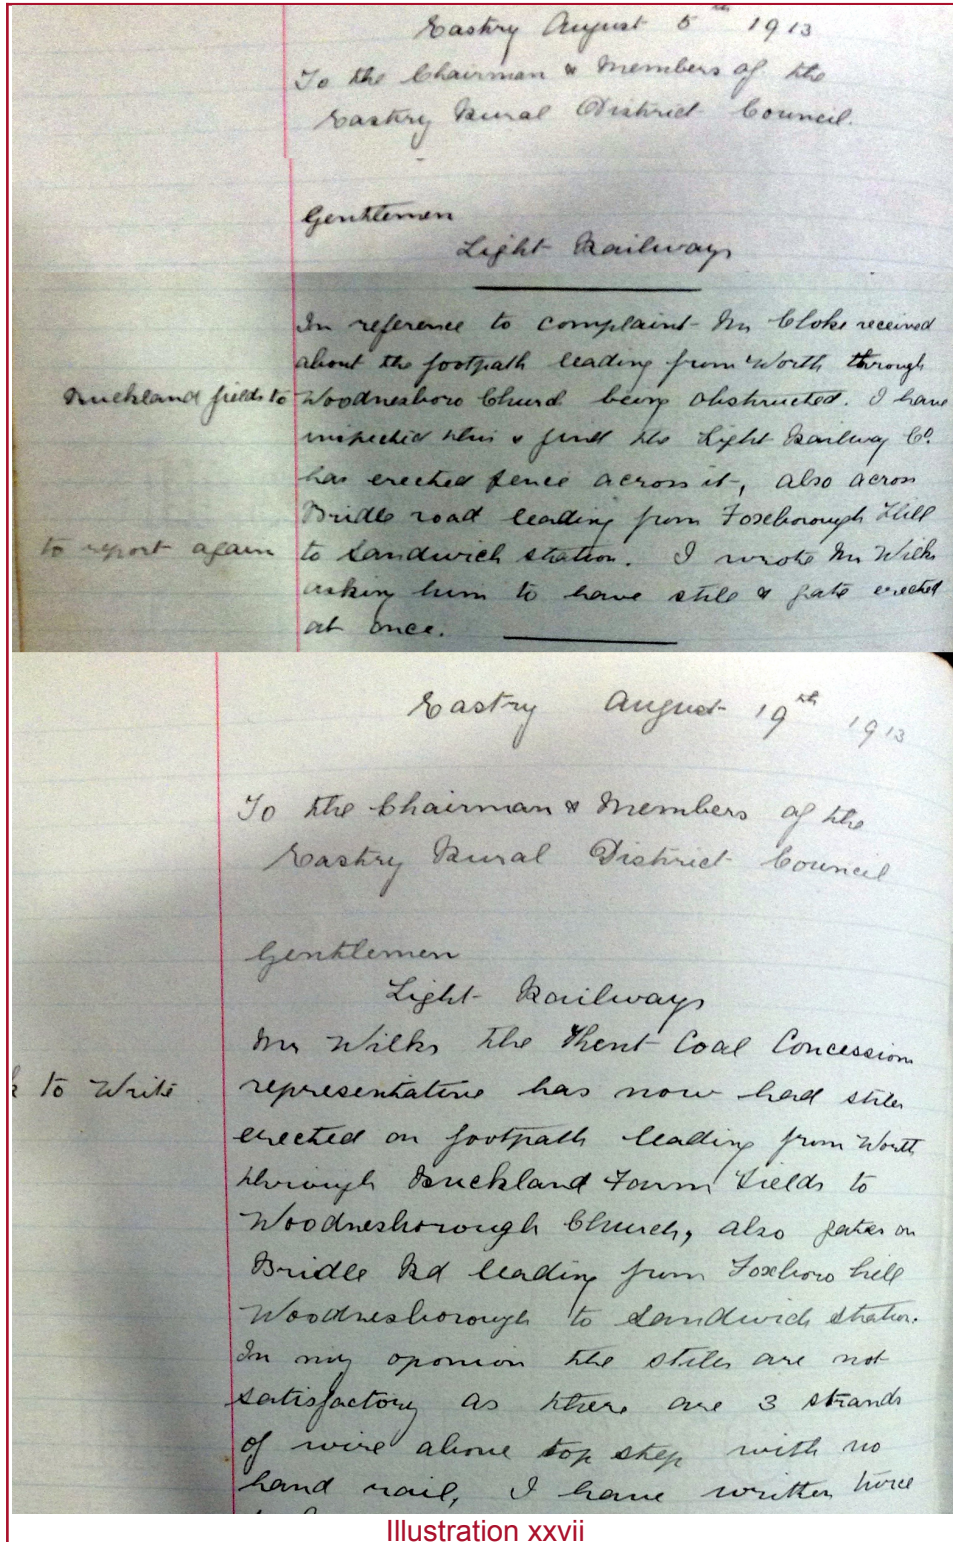 Eastry August 5th 1913
To the Chairman & Members of the
Eastry Rural District Council.
Gentlemen
Light Railways
In reference to complaint Mr Cloke received
about the footpath leading from Worth through
Buckland fields to Woodnesboro Church being obstructed. I have
inspected this & find the Light Railway Co.
has erected fence across it, also across
Bridle road leading from Foxborough Hill
to report again to Sandwich station. I wrote Mr Wilks
asking him to have stile & gate erected
at once.
Eastry August 19th 1913
To the Chairman & Members of the
Eastry Rural District Council
Gentlemen
Light Railways
Mr Wilks the Kent Coal Concession
to Write representative has now had stiles
erected on footpath leading from Worth
through Buckland Farm Fields to
Woodnesborough Church, also gates on
Bridle Rd leading from Foxboro hill
Woodnesborough to Sandwich station.
In my oponion the stiles are not
satisfactory as there are 3 strands
of wire above top step with no
hand rail, I have written twice
Illustration xxvii